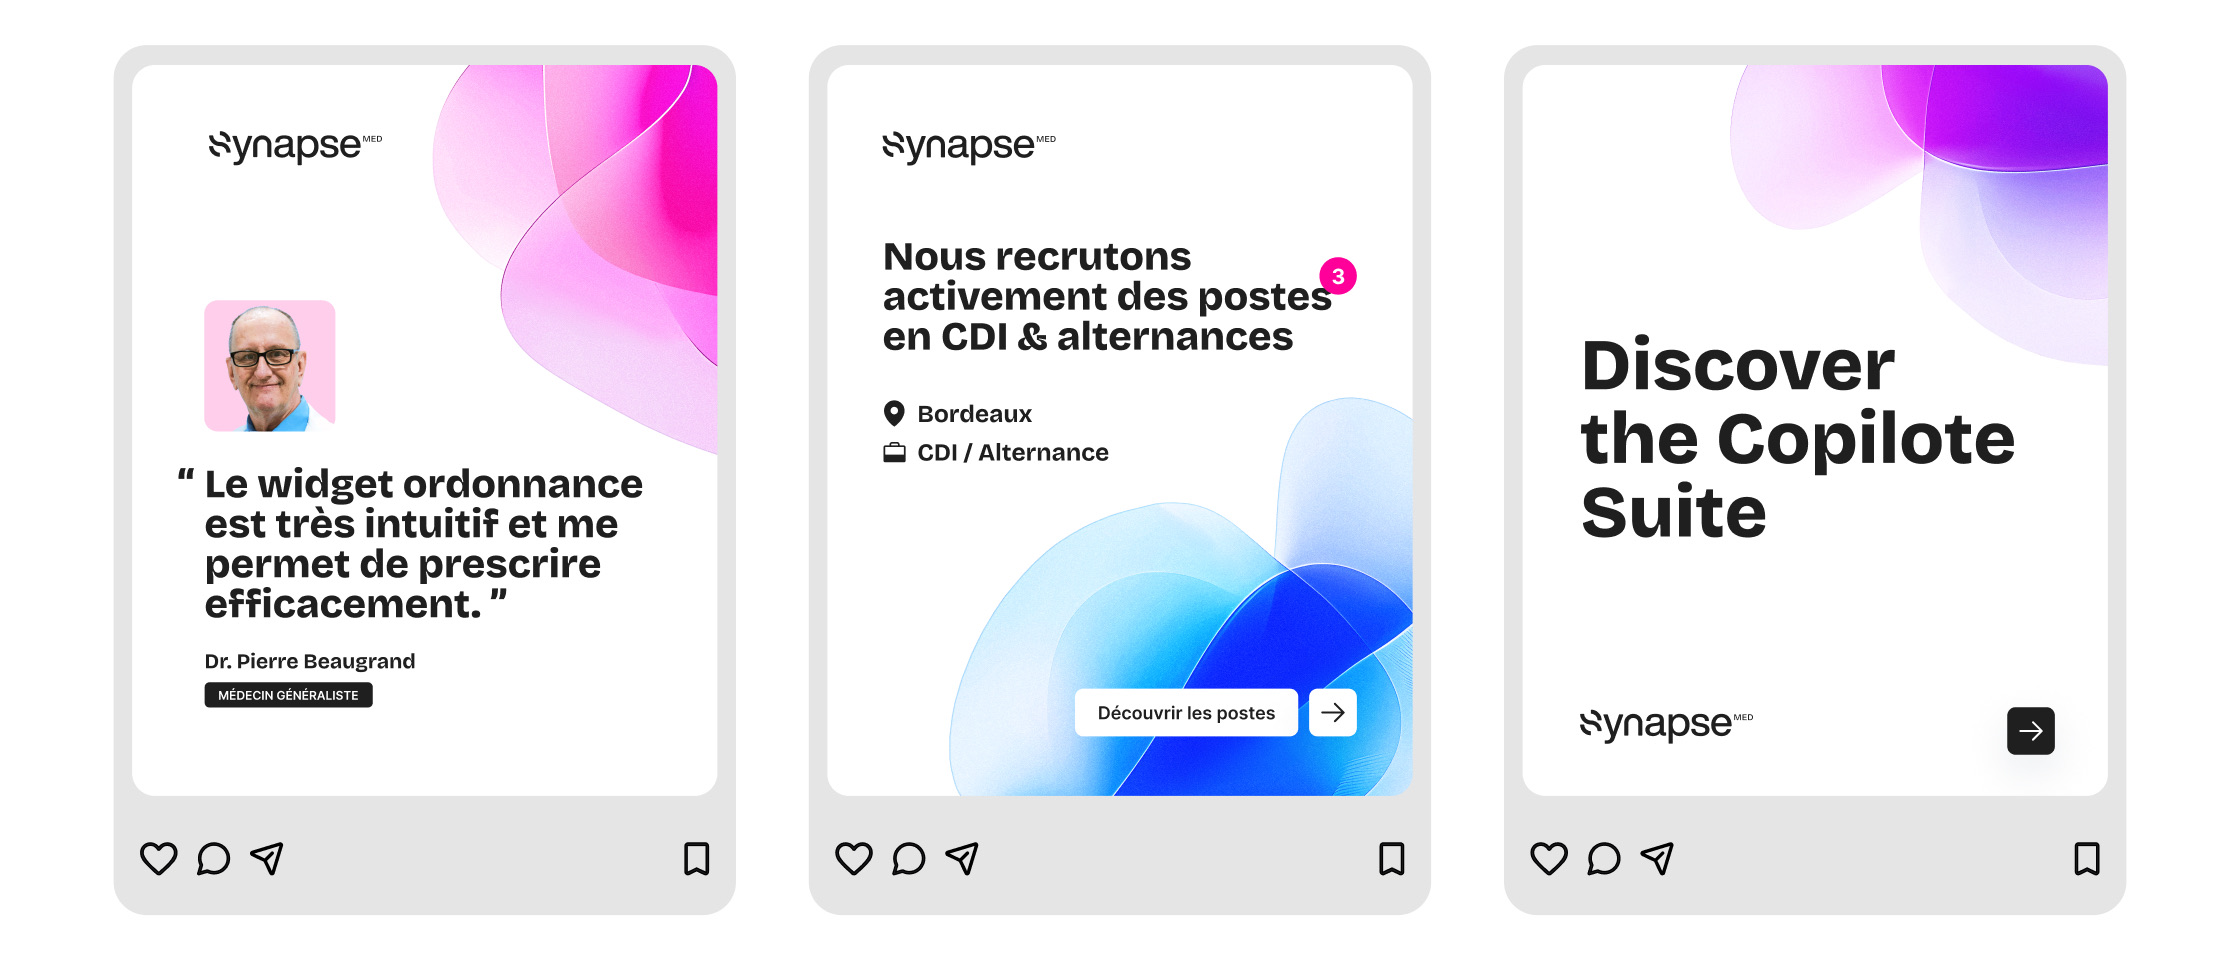 Synapse MED
“ Le widget ordonnance
est très intuitif et me
permet de prescrire
efficacement. ”
Dr. Pierre Beaugrand
MÉDECIN GÉNÉRALISTE
Synapse MED
Nous recrutons
activement des postes 3
en CDI & alternances
Bordeaux
CDI / Alternance
Découvrir les postes
Discover
the Copilote
Suite
Synapse MED